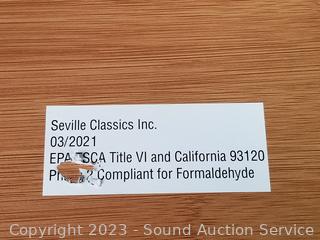 Seville Classics Inc.
03/2021
EPA TSCA Title VI and California 93120
Compliant for Formaldehyde
Copyright 2023 - Sound Auction Service